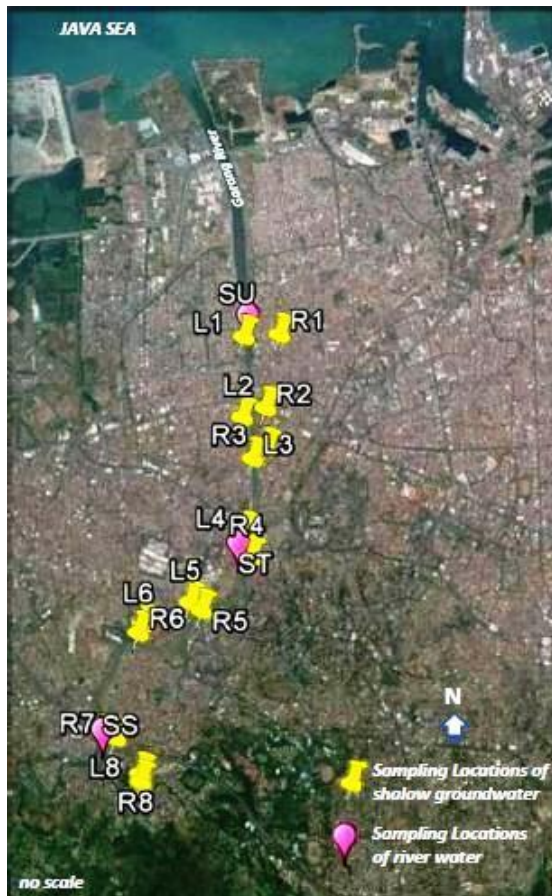 JAVA SEA
Garang River
SU
L1
R1
L2
R2
R3
L3
L4
R4
ST
L5
L6
R6
R5
R7
SS
L8
R8
N
Sampling Locations of
shalow groundwater
Sampling Locations
of river water
no scale